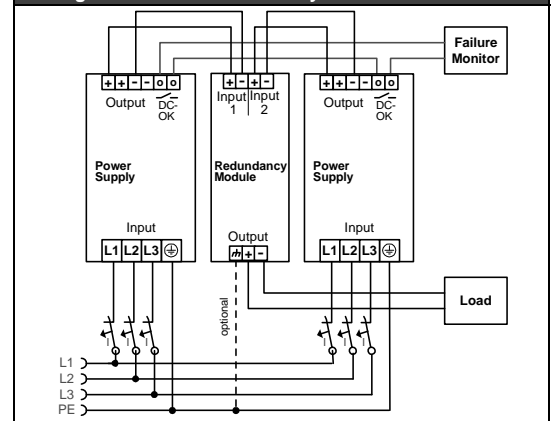 Failure
Monitor
+ + - - o o
Output
DC-
OK
+ - + -
Input
1
Input
2
+ + - - o o
Output
DC-
OK
Power
Supply
Redundancy
Module
Power
Supply
Input
L1 L2 L3
Output
+ -
Input
L1 L2 L3
optional
Load
I I I
I I I
L1
L2
L3
PE